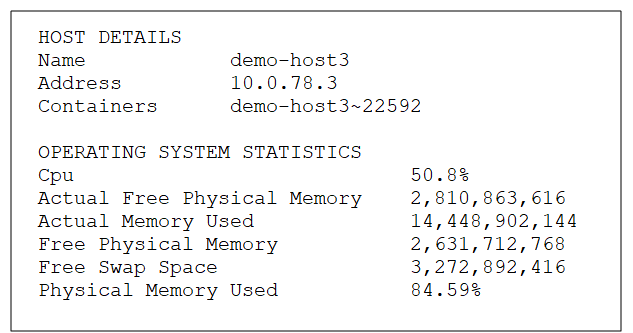 HOST DETAILS
Name demo-host3
Address 10.0.78.3
Containers demo-host3~22592
OPERATING SYSTEM STATISTICS
Cpu 50.8%
Actual Free Physical Memory 2,810,863,616
Actual Memory Used 14,448,902,144
Free Physical Memory 2,631,712,768
Free Swap Space 3,272,892,416
Physical Memory Used 84.59%